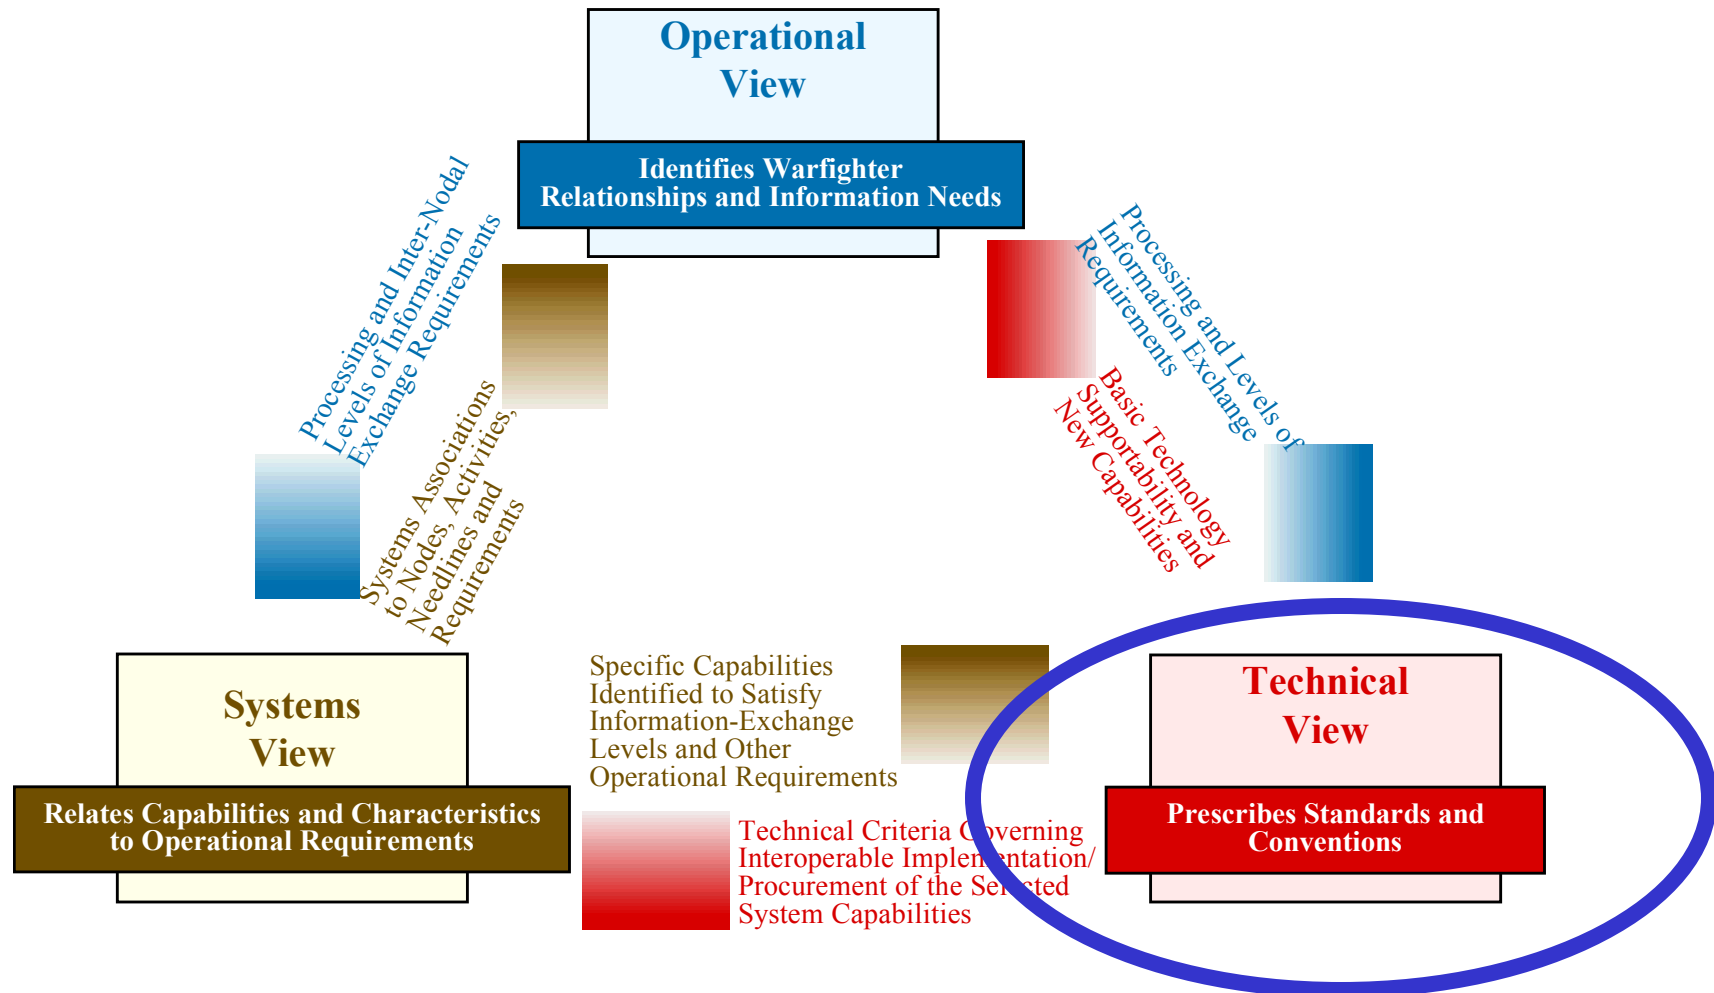 Operational
View
Identifies Warfighter
Relationships and Information Needs
Processing and Inter-Nodal
Levels of Information
Exchange Requirements
Systems Associations
to Nodes, Activities,
Needlines and
Requirements
Processing and Levels of
Information Exchange
Requirements
Basic Technology
Supportability and
New Capabilities
Systems
View
Relates Capabilities and Characteristics
to Operational Requirements
Specific Capabilities
Identified to Satisfy
Information-Exchange
Levels and Other
Operational Requirements
Technical Criteria Governing
Interoperable Implementation/
Procurement of the Selected
System Capabilities
Technical
View
Prescribes Standards and
Conventions